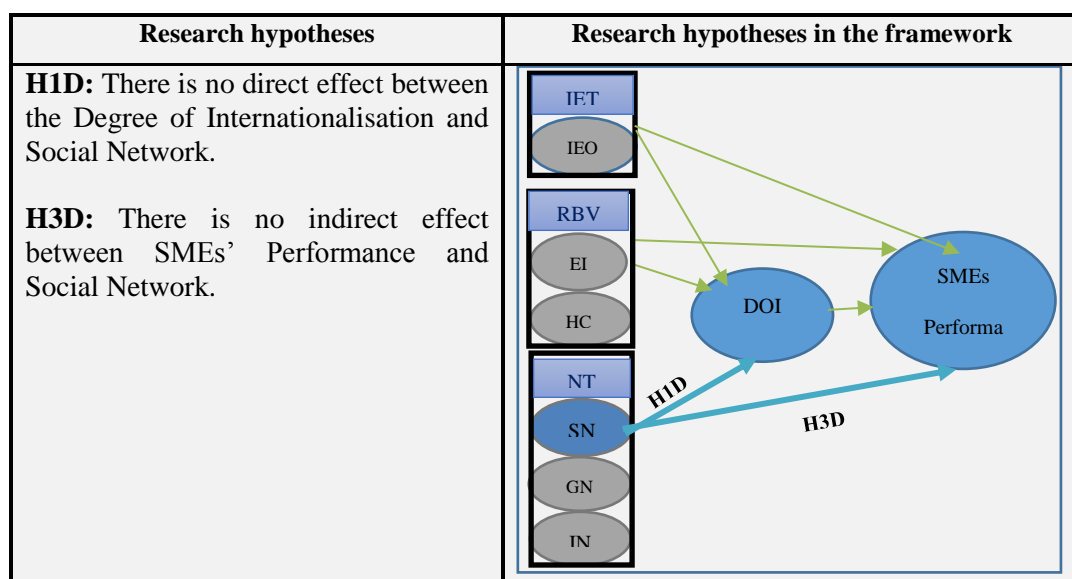 Research hypotheses
Research hypotheses in the framework
H1D: There is no direct effect between
the Degree of Internationalisation and
Social Network.
H3D: There is no indirect effect
between SMEs' Performance and
Social Network.
IET
IEO
RBV
EI
HC
NT
SN
GN
IN
DOI
SMEs
Performa
H1D
H3D